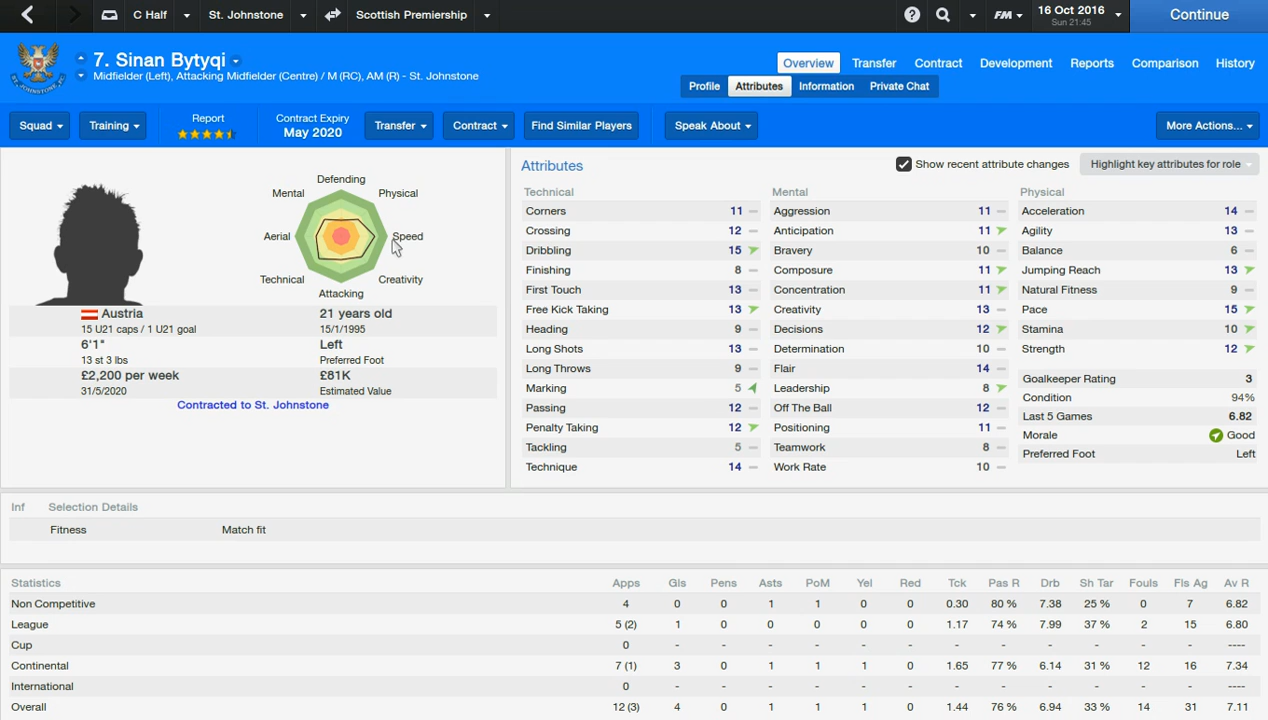 C Half
St. Johnstone
Scottish Premiership
?
FM
16 Oct 2016
Sun 21:45
Continue
7. Sinan Bytyqi
Midfielder (Left), Attacking Midfielder (Centre) / M (RC), AM (R) - St. Johnstone
Overview Transfer Contract Development Reports Comparison History
Profile Attributes Information Private Chat
Squad
Training
Report
Contract Expiry
May 2020
Transfer
Contract
Find Similar Players
Speak About
More Actions...
Defending
Mental
Physical
Aerial
Speed
Technical
Creativity
Attacking
Austria
21 years old
15 U21 caps / 1 U21 goal
15/1/1995
6'1"
Left
13 st 3 lbs
Preferred Foot
£2,200 per week
£81K
31/5/2020
Estimated Value
Contracted to St. Johnstone
Attributes
Show recent attribute changes
Highlight key attributes for role
Technical
Corners 11
Crossing 12
Dribbling 15
Finishing 8
First Touch 13
Free Kick Taking 13
Heading 9
Long Shots 13
Long Throws 9
Marking 5
Passing 12
Penalty Taking 12
Tackling 5
Technique 14
Mental
Aggression 11
Anticipation 11
Bravery 10
Composure 11
Concentration 11
Creativity 13
Decisions 12
Determination 10
Flair 14
Leadership 8
Off The Ball 12
Positioning 11
Teamwork 8
Work Rate 10
Physical
Acceleration 14
Agility 13
Balance 6
Jumping Reach 13
Natural Fitness 9
Pace 15
Stamina 10
Strength 12
Goalkeeper Rating 3
Condition 94%
Last 5 Games 6.82
Morale Good
Preferred Foot Left
Inf Selection Details
Fitness Match fit
Statistics Apps Gls Pens Asts PoM Yel Red Tck Pas R Drb Sh Tar Fouls Fls Ag Av R
Non Competitive 4 0 0 1 1 0 0 0.30 80 % 7.38 25 % 0 7 6.82
League 5 (2) 1 0 0 0 0 0 1.17 74 % 7.99 37 % 2 15 6.80
Cup 0 - - - - - - - - - - - - ----
Continental 7 (1) 3 0 1 1 1 0 1.65 77 % 6.14 31 % 12 16 7.34
International 0 - - - - - - - - - - - - ----
Overall 12 (3) 4 0 1 1 1 0 1.44 76 % 6.94 33 % 14 31 7.11